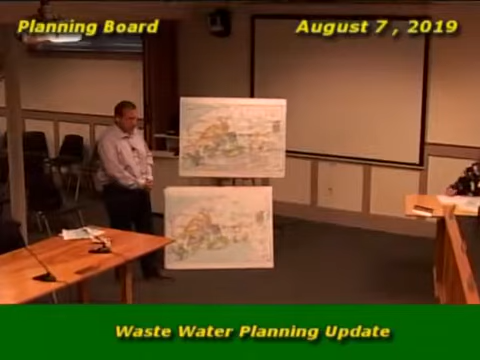 Planning Board
August 7 , 2019
Waste Water Planning Update